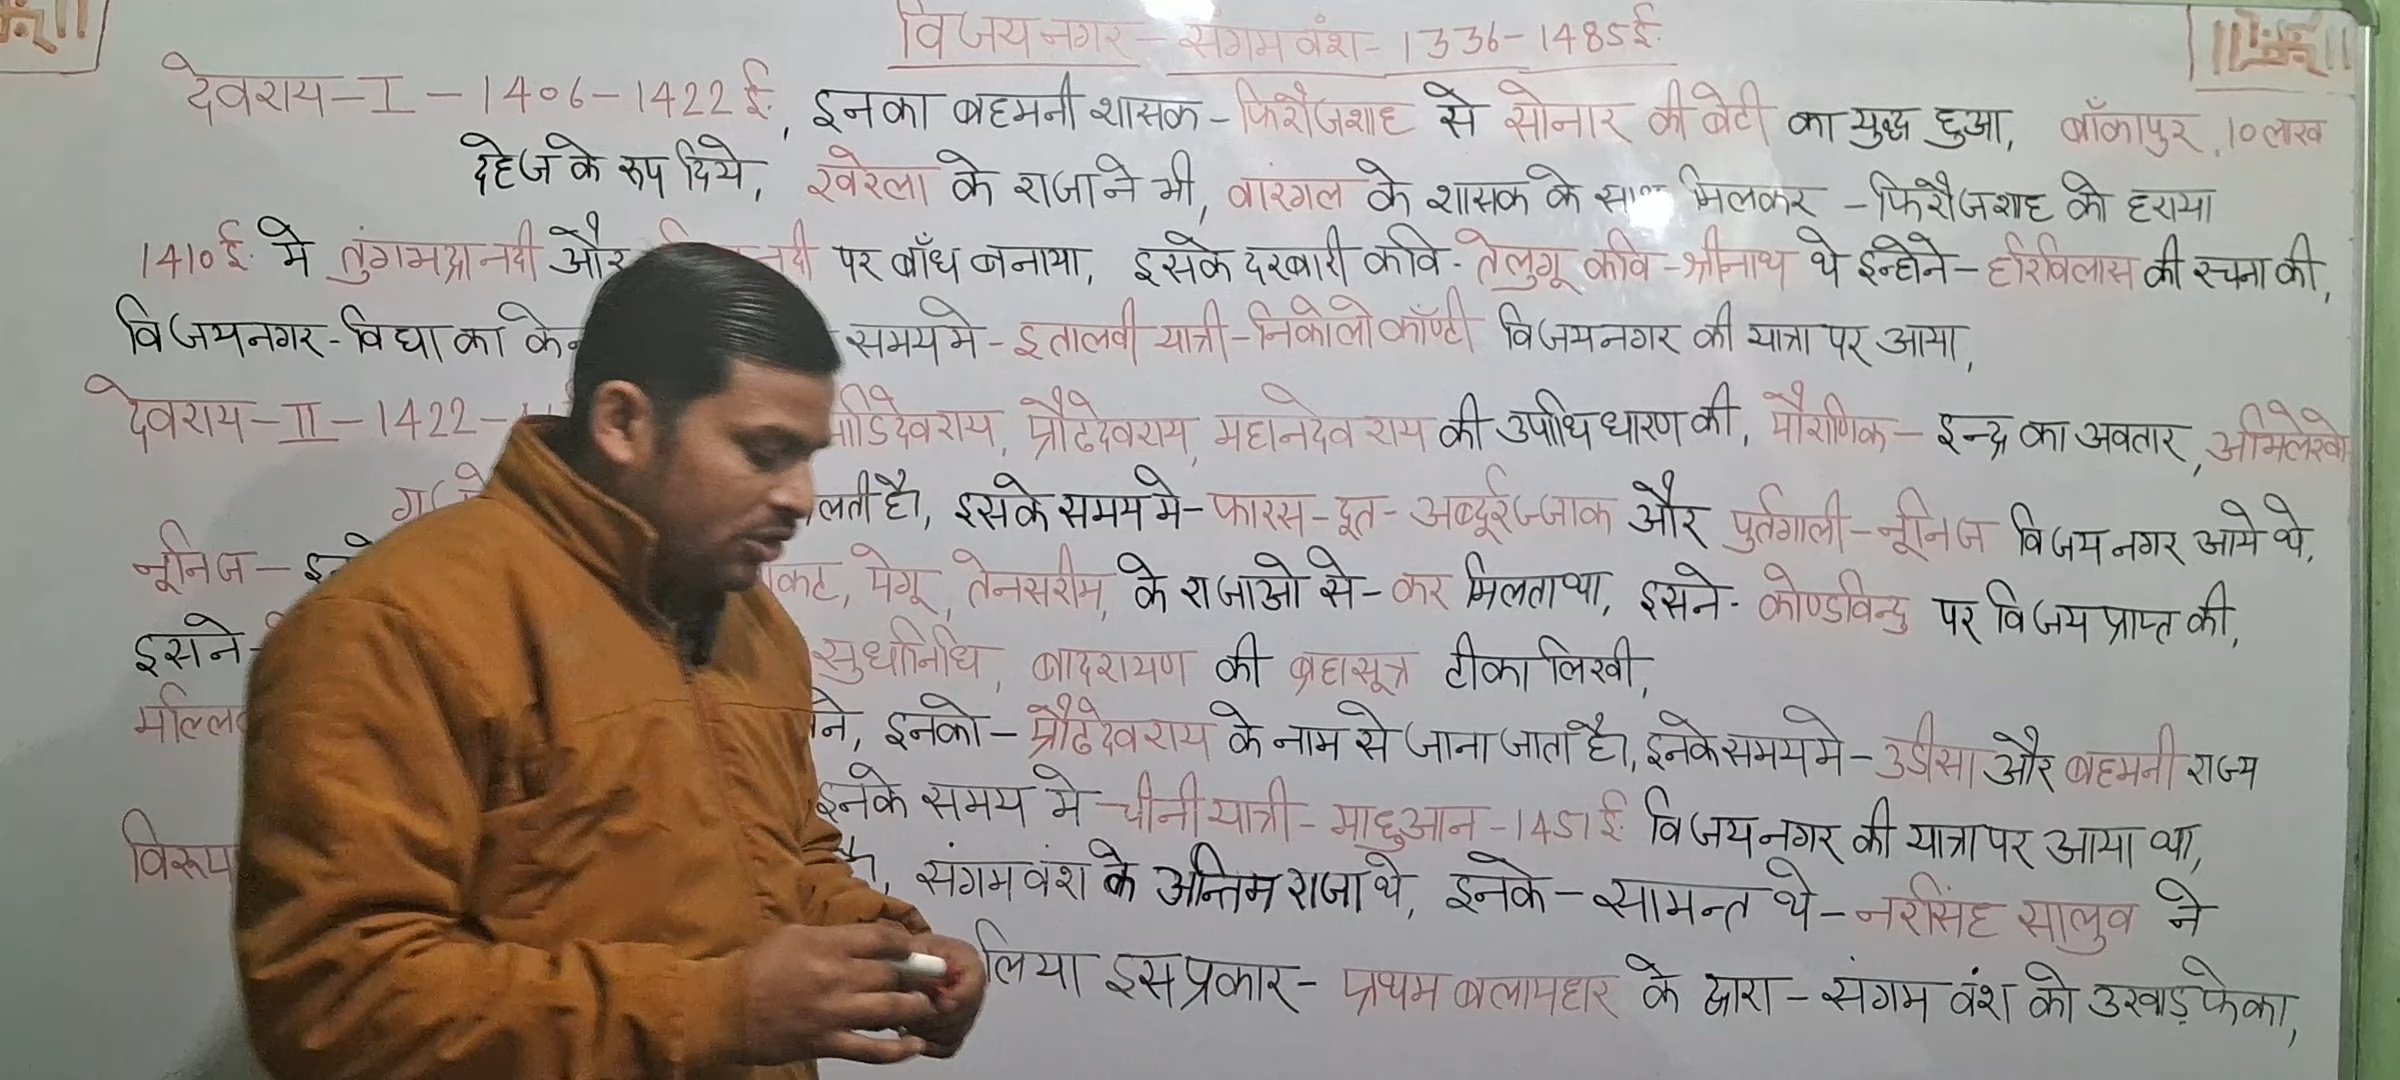 विजयनगर - संगम वंश - 1336 - 1485 ई.
देवराय - I - 1406 - 1422 ई., इनका बहमनी शासक - फिरोजशाह से सोनार की बेटी का युद्ध हुआ, बाँकापुर, 10 लाख
देहेज के रूप दिये, खेरला के राजा ने भी, वारंगल के शासक के मिलकर - फिरोजशाह को हराया
1410 ई. मे तुंगभद्रा नदी और नदी पर बाँध बनाया, इसके दरबारी कवि - तेलुगू कवि - श्रीनाथ थे इन्होने - हरिविलास की रचना की,
विजयनगर - विद्या का समय मे - इतालवी यात्री - निकोलो कॉण्टी विजयनगर की यात्रा पर आया,
देवराय - II - 1422 - प्रौढदेवराय, महानदेव राय की उपाधि धारण की, पौराणिक - इन्द्र का अवतार, अभिलेखो
है, इसके समय मे - फारस - दूत - अब्दूर्रज्जाक और पुर्तगाली - नूनिज विजयनगर आये थे,
नूनिज - पेगू, तेनसरीम, के राजाओ से - कर मिलता था, इसने - कोण्डविन्दु पर विजय प्राप्त की,
इसने - सुधानिधि, बादरायण की ब्रह्मसूत्र टीका लिखी,
इनको - प्रौढदेवराय के नाम से जाना जाता है, इनके समय मे - उडीसा और बहमनी राज्य
इनके समय मे - चीनी यात्री - माहुआन - 1451 ई. विजयनगर की यात्रा पर आया था,
संगम वंश के अन्तिम राजा थे, इनके - सामन्त थे - नरसिंह सालुव ने
लिया इस प्रकार - प्रथम बलापहार के द्वारा - संगम वंश को उखाड़ फेका,